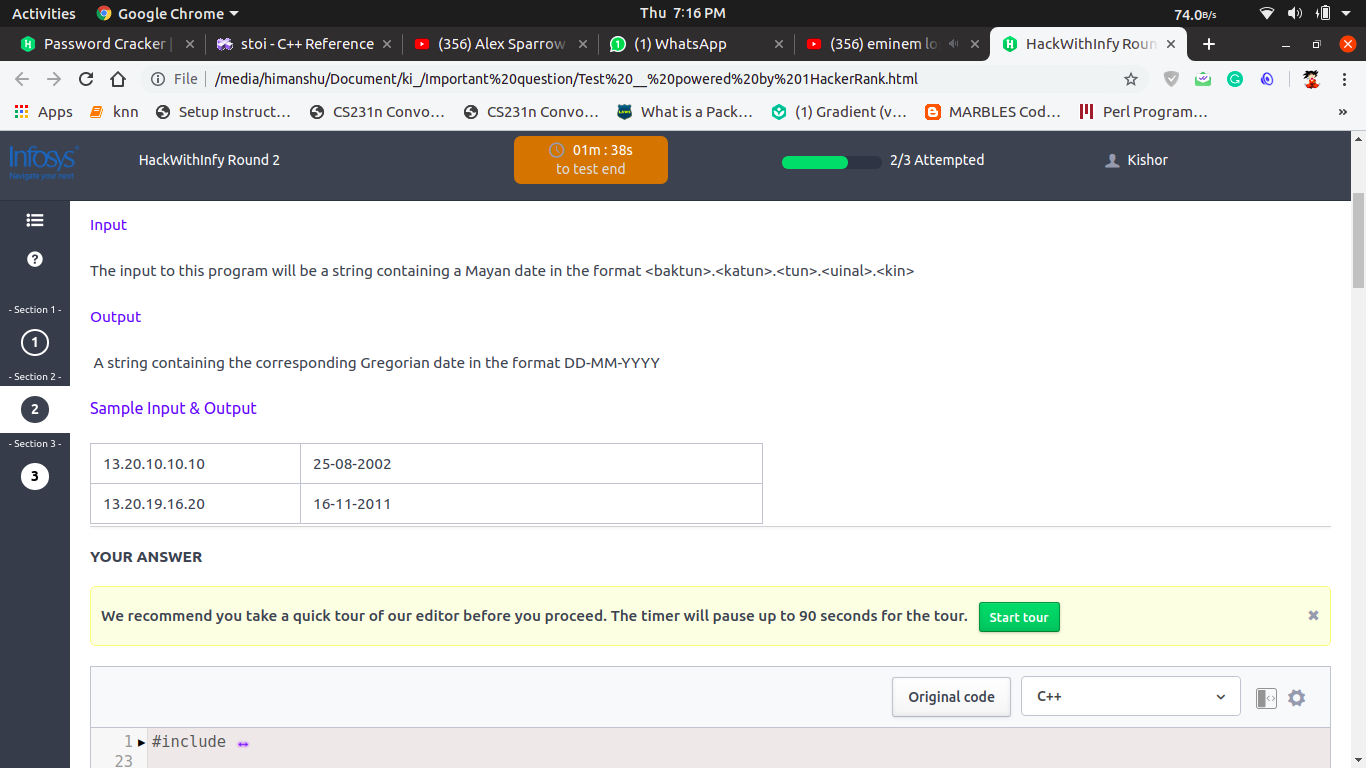 Activities Google Chrome Thu 7:16 PM 74.0B/s
Password Cracker | stoi - C++ Reference (356) Alex Sparrow (1) WhatsApp (356) eminem lo HackWithInfy Roun
File | /media/himanshu/Document/ki_/Important%20question/Test%20__%20powered%20by%201HackerRank.html
Apps knn Setup Instruct... CS231n Convo... CS231n Convo... What is a Pack... (1) Gradient (v... MARBLES Cod... Perl Program... »
Infosys
Navigate your next
HackWithInfy Round 2
01m : 38s
to test end
2/3 Attempted
Kishor
Input
The input to this program will be a string containing a Mayan date in the format <baktun>.<katun>.<tun>.<uinal>.<kin>
- Section 1 -
1
Output
A string containing the corresponding Gregorian date in the format DD-MM-YYYY
- Section 2 -
2
Sample Input & Output
- Section 3 -
3
13.20.10.10.10 25-08-2002
13.20.19.16.20 16-11-2011
YOUR ANSWER
We recommend you take a quick tour of our editor before you proceed. The timer will pause up to 90 seconds for the tour. Start tour
Original code C++
1 #include
23